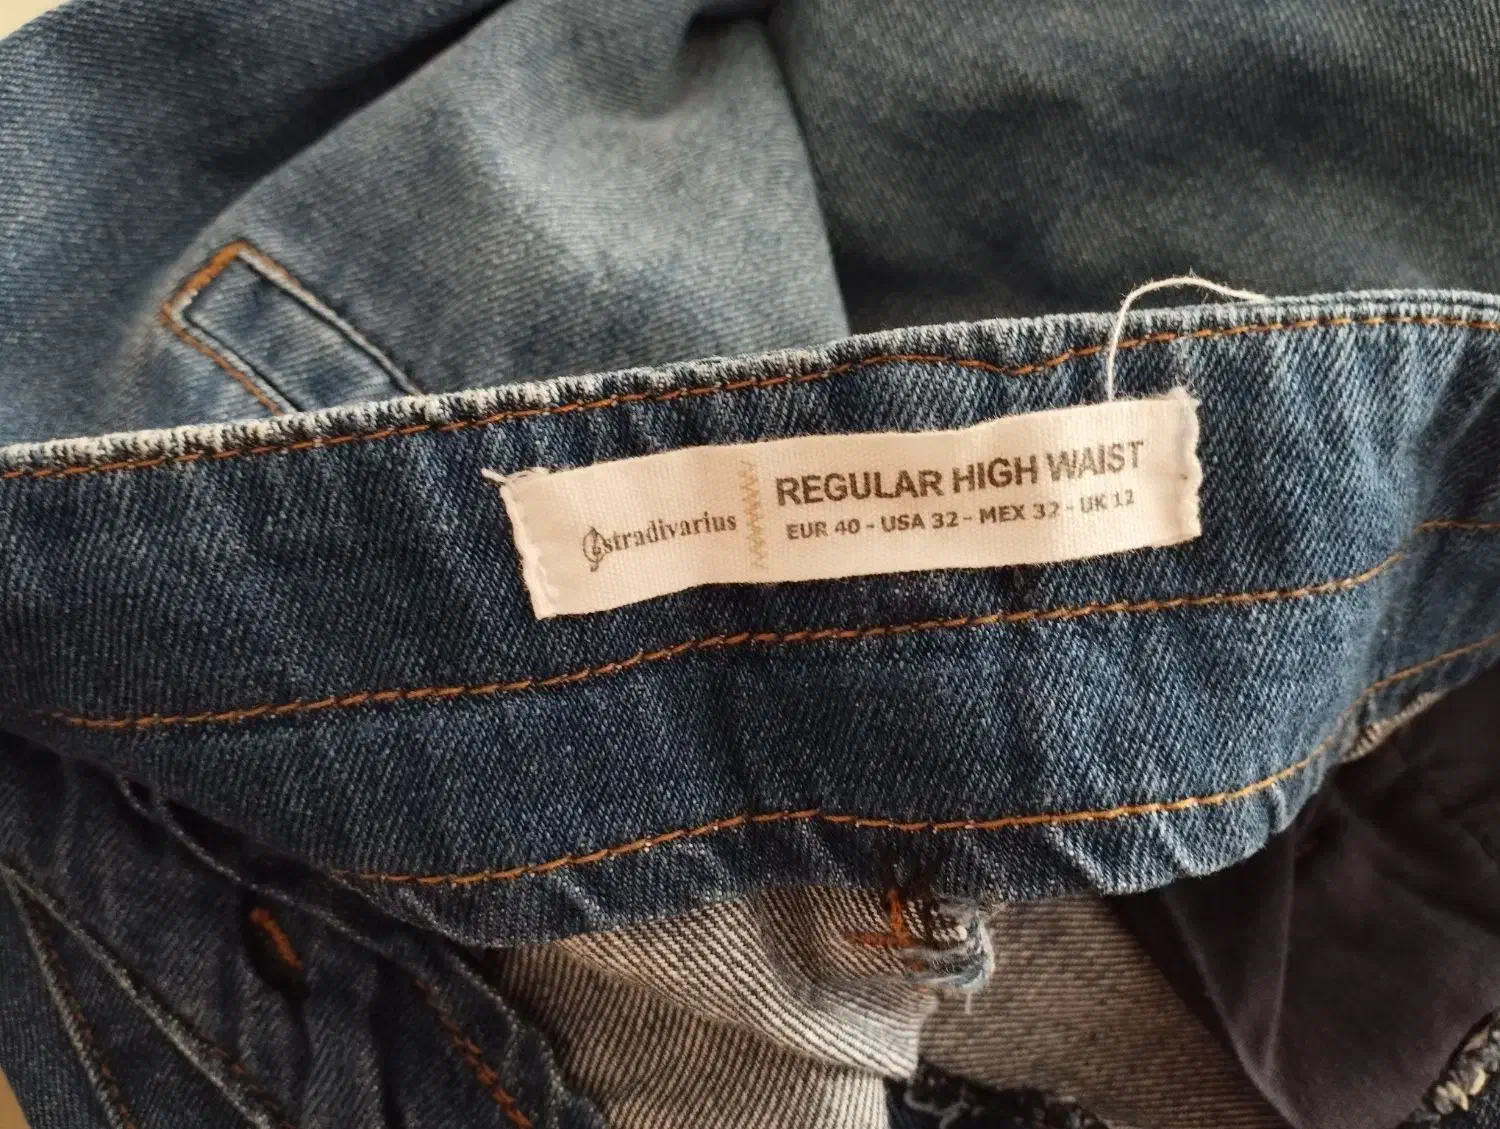 stradivarius
REGULAR HIGH WAIST
EUR 40 - USA 32 - MEX 32 - UK 12